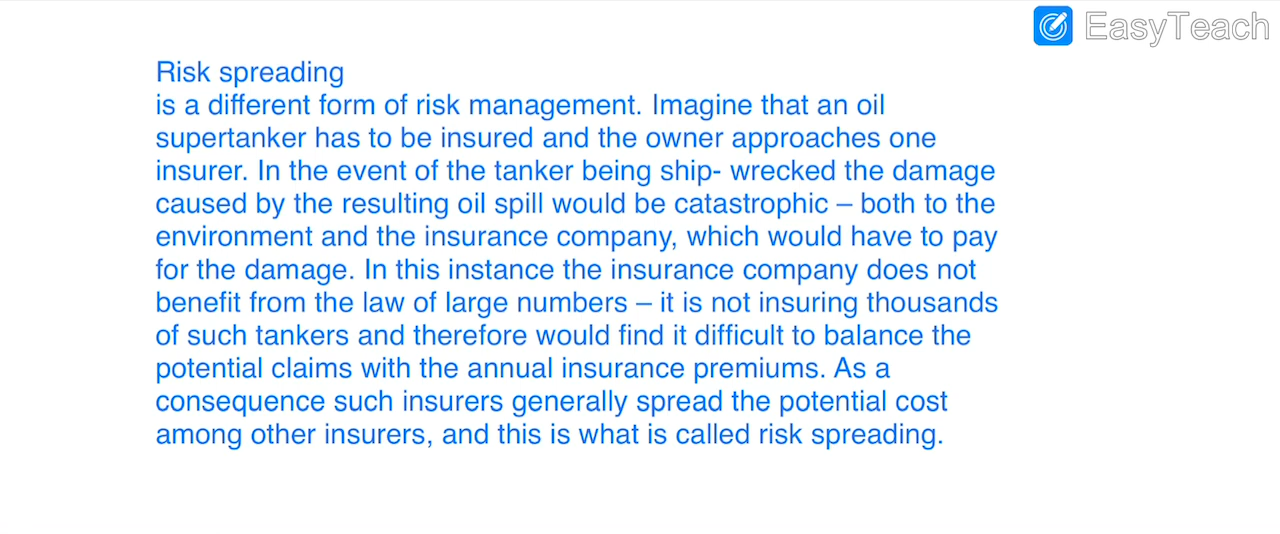 EasyTeach
Risk spreading
is a different form of risk management. Imagine that an oil
supertanker has to be insured and the owner approaches one
insurer. In the event of the tanker being ship- wrecked the damage
caused by the resulting oil spill would be catastrophic – both to the
environment and the insurance company, which would have to pay
for the damage. In this instance the insurance company does not
benefit from the law of large numbers – it is not insuring thousands
of such tankers and therefore would find it difficult to balance the
potential claims with the annual insurance premiums. As a
consequence such insurers generally spread the potential cost
among other insurers, and this is what is called risk spreading.